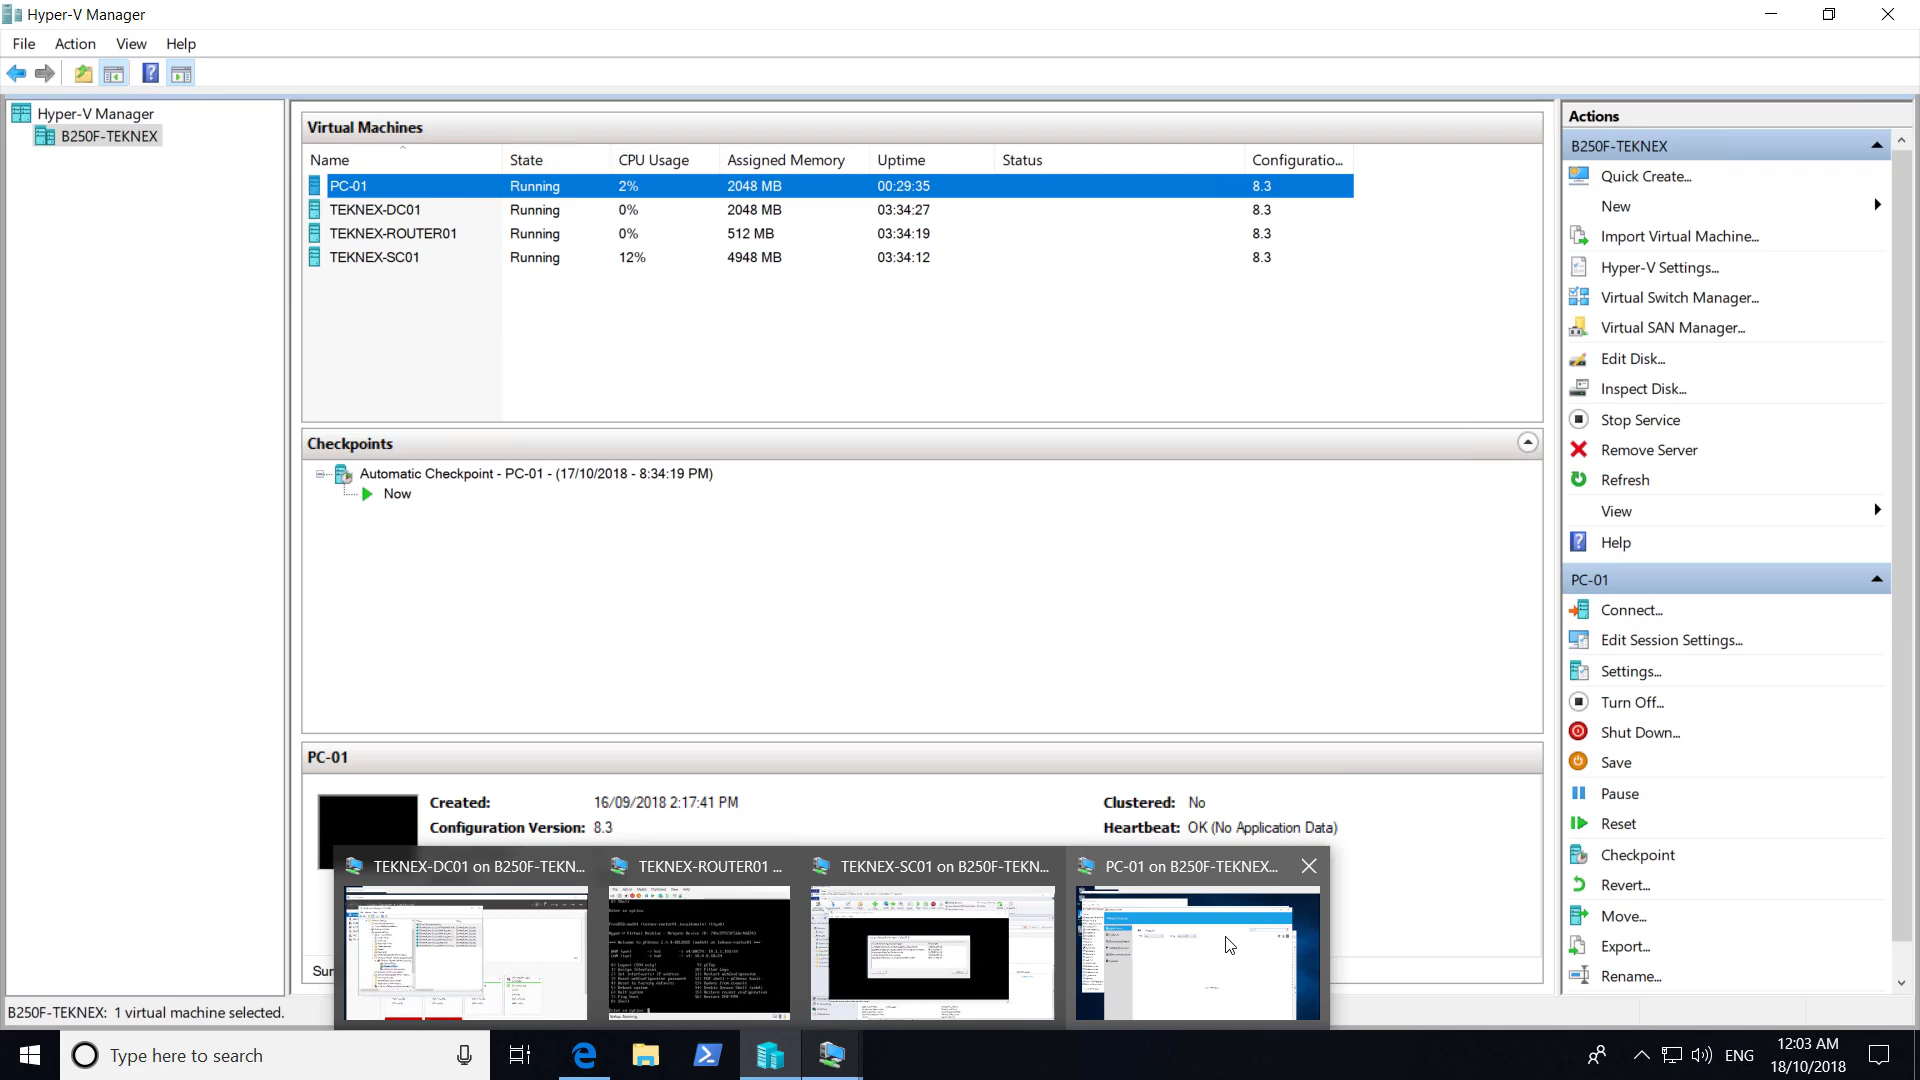 Hyper-V Manager
File Action View Help
Hyper-V Manager
B250F-TEKNEX
Virtual Machines
Name State CPU Usage Assigned Memory Uptime Status Configuratio...
PC-01 Running 2% 2048 MB 00:29:35 8.3
TEKNEX-DC01 Running 0% 2048 MB 03:34:27 8.3
TEKNEX-ROUTER01 Running 0% 512 MB 03:34:19 8.3
TEKNEX-SC01 Running 12% 4948 MB 03:34:12 8.3
Checkpoints
Automatic Checkpoint - PC-01 - (17/10/2018 - 8:34:19 PM)
Now
PC-01
Created: 16/09/2018 2:17:41 PM Clustered: No
Configuration Version: 8.3 Heartbeat: OK (No Application Data)
Sur
Actions
B250F-TEKNEX
Quick Create...
New
Import Virtual Machine...
Hyper-V Settings...
Virtual Switch Manager...
Virtual SAN Manager...
Edit Disk...
Inspect Disk...
Stop Service
Remove Server
Refresh
View
Help
PC-01
Connect...
Edit Session Settings...
Settings...
Turn Off...
Shut Down...
Save
Pause
Reset
Checkpoint
Revert...
Move...
Export...
Rename...
TEKNEX-DC01 on B250F-TEKN... TEKNEX-ROUTER01 ... TEKNEX-SC01 on B250F-TEKN... PC-01 on B250F-TEKNEX...
B250F-TEKNEX: 1 virtual machine selected.
Type here to search
ENG
12:03 AM
18/10/2018